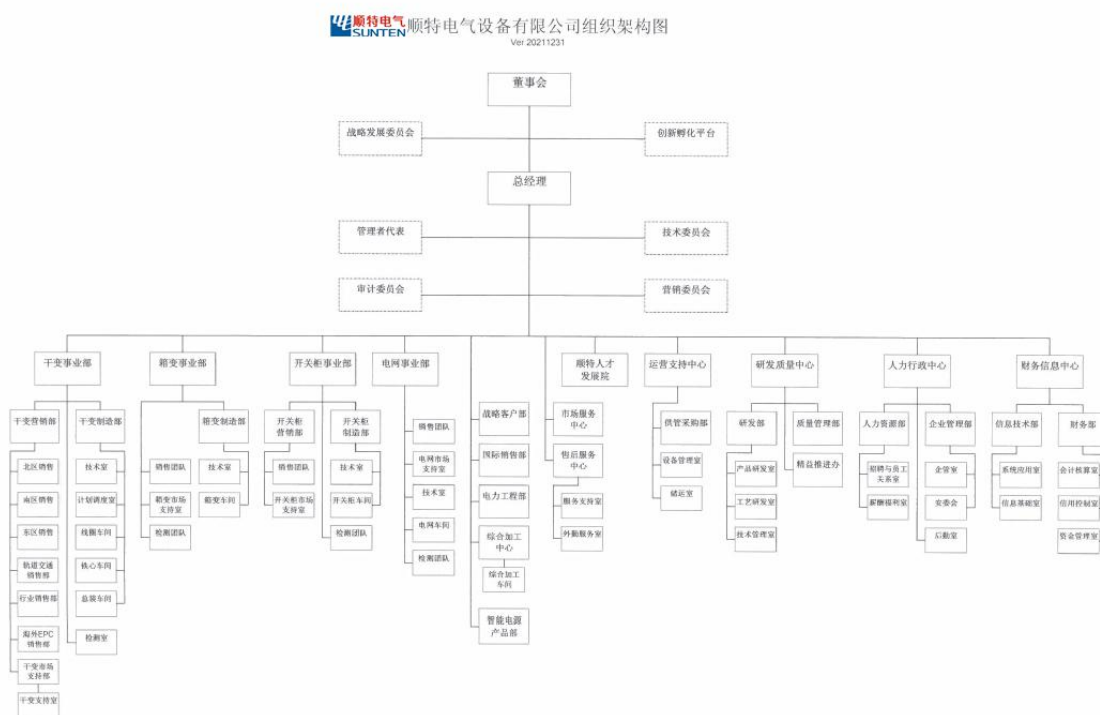 顺特电气
SUNTEN
顺特电气设备有限公司组织架构图
Ver 20211231
董事会
战略发展委员会
创新孵化平台
总经理
管理者代表
技术委员会
审计委员会
营销委员会
干变事业部
箱变事业部
开关柜事业部
电网事业部
顺特人才
发展院
运营支持中心
研发质量中心
人力行政中心
财务信息中心
干变营销部
北区销售
南区销售
东区销售
轨道交通
销售部
行业销售部
海外EPC
销售部
干变市场
支持部
干变支持室
干变制造部
技术室
计划调度室
线圈车间
铁心车间
总装车间
检测室
销售团队
箱变市场
支持室
检测团队
箱变制造部
技术室
箱变车间
开关柜
营销部
销售团队
开关柜市场
支持室
开关柜
制造部
技术室
开关柜车间
检测团队
销售团队
电网市场
支持室
技术室
电网车间
检测团队
战略客户部
国际销售部
电力工程部
综合加工
中心
综合加工
车间
智能电源
产品部
市场服务
中心
售后服务
中心
服务支持室
外勤服务室
供管采购部
设备管理室
储运室
研发部
产品研发室
工艺研发室
技术管理室
质量管理部
精益推进办
人力资源部
招聘与员工
关系室
薪酬福利室
企业管理部
企管室
安委会
后勤室
信息技术部
系统应用室
信息基础室
财务部
会计核算室
信用控制室
资金管理室